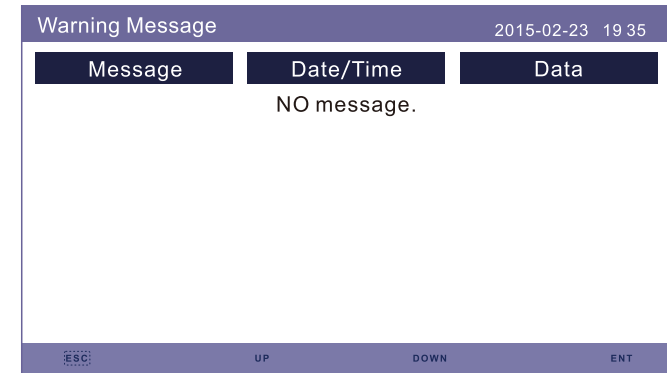 Warning Message 2015-02-23 19 35
Message Date/Time Data
NO message.
ESC UP DOWN ENT